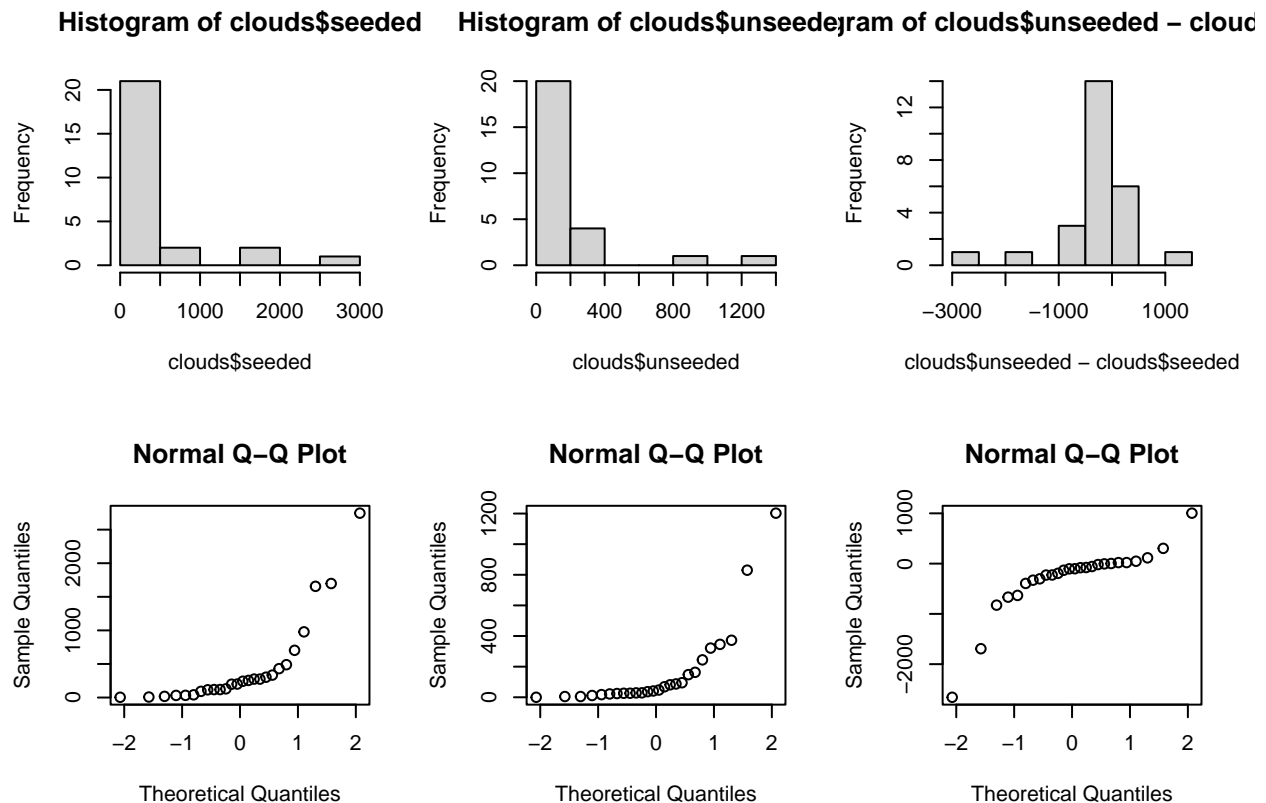 Histogram of clouds$seeded
Frequency
0 5 10 15 20
0 1000 2000 3000
clouds$seeded
Histogram of clouds$unseeded
Frequency
0 5 10 15 20
0 400 800 1200
clouds$unseeded
gram of clouds$unseeded − cloud
Frequency
0 4 8 12
−3000 −1000 1000
clouds$unseeded − clouds$seeded
Normal Q−Q Plot
Sample Quantiles
0 1000 2000
−2 −1 0 1 2
Theoretical Quantiles
Normal Q−Q Plot
Sample Quantiles
0 400 800 1200
−2 −1 0 1 2
Theoretical Quantiles
Normal Q−Q Plot
Sample Quantiles
−2000 0 1000
−2 −1 0 1 2
Theoretical Quantiles